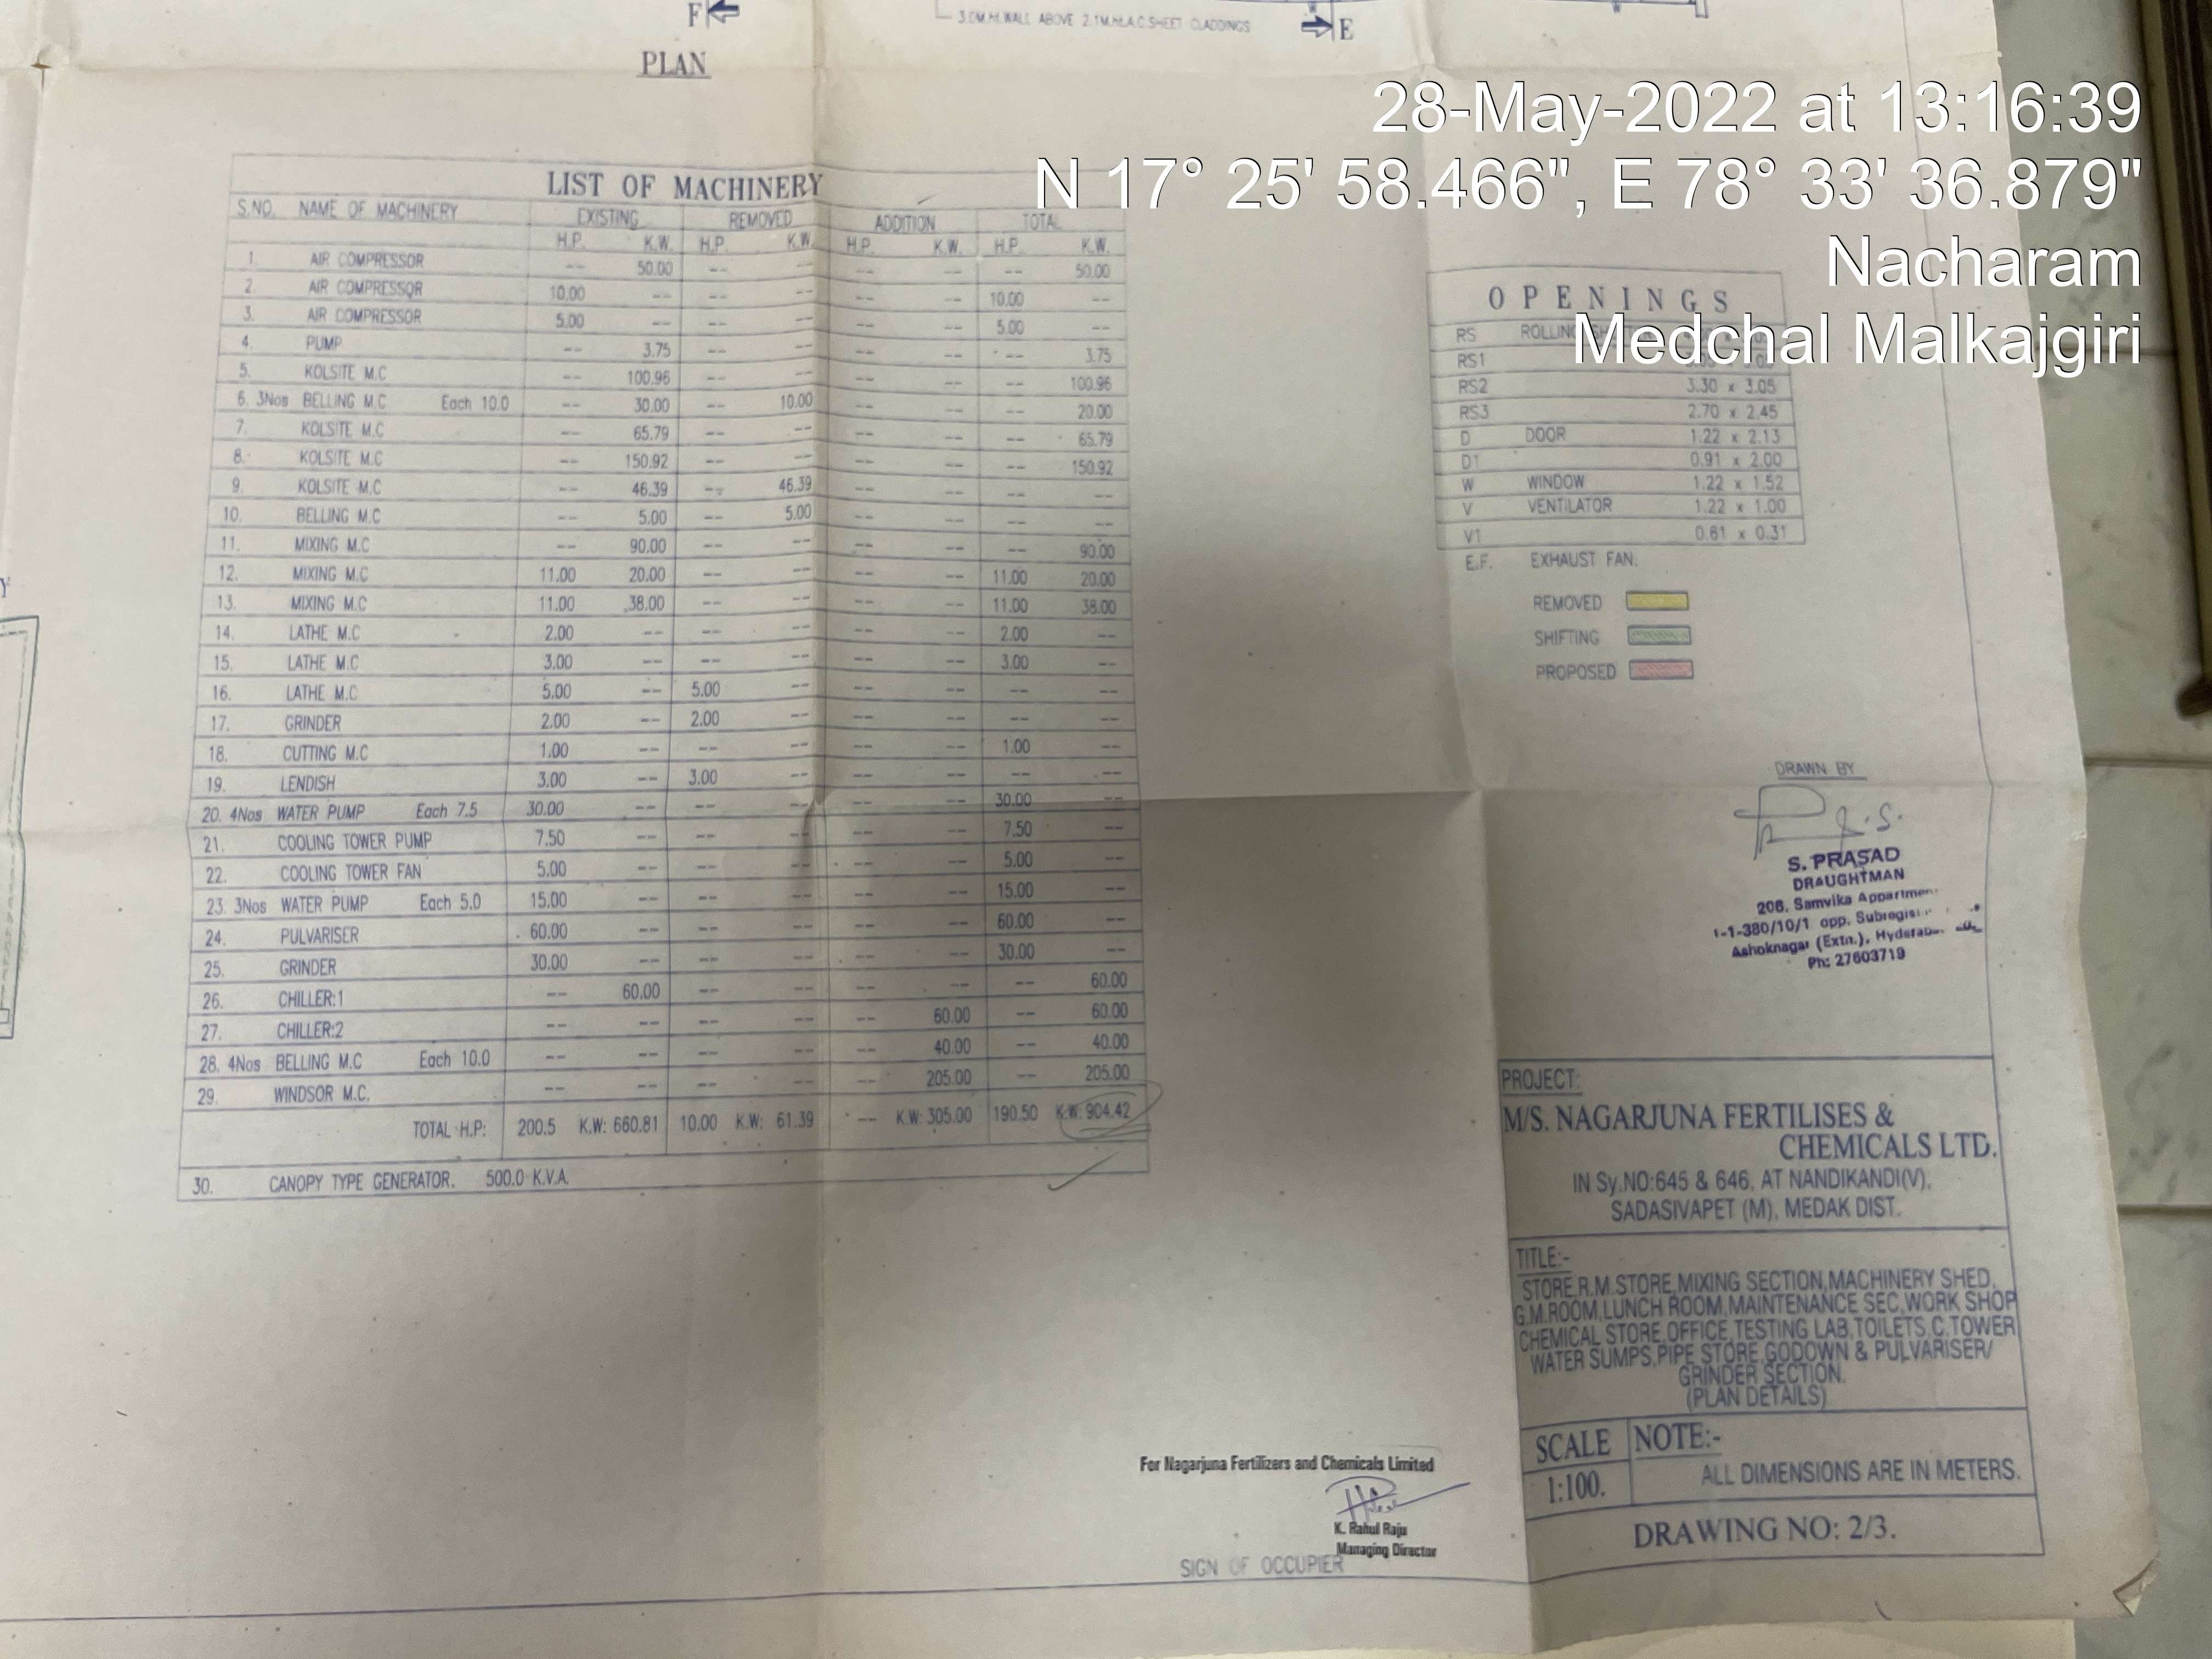 F
3.0M.Ht.WALL ABOVE 2.1M.Ht.A.C.SHEET CLADDINGS
E
PLAN
28-May-2022 at 13:16:39
N 17° 25' 58.466", E 78° 33' 36.879"
Nacharam
Medchal Malkajgiri
LIST OF MACHINERY
S.NO. NAME OF MACHINERY EXISTING REMOVED ADDITION TOTAL
H.P. K.W. H.P. K.W. H.P. K.W. H.P. K.W.
1. AIR COMPRESSOR -- 50.00 -- -- -- -- -- 50.00
2. AIR COMPRESSOR 10.00 -- -- -- -- -- 10.00 --
3. AIR COMPRESSOR 5.00 -- -- -- -- -- 5.00 --
4. PUMP -- 3.75 -- -- -- -- -- 3.75
5. KOLSITE M.C -- 100.96 -- -- -- -- -- 100.96
6. 3Nos BELLING M.C Each 10.0 -- 30.00 -- 10.00 -- -- -- 20.00
7. KOLSITE M.C -- 65.79 -- -- -- -- -- 65.79
8. KOLSITE M.C -- 150.92 -- -- -- -- -- 150.92
9. KOLSITE M.C -- 46.39 -- 46.39 -- -- -- --
10. BELLING M.C -- 5.00 -- 5.00 -- -- -- --
11. MIXING M.C -- 90.00 -- -- -- -- -- 90.00
12. MIXING M.C 11.00 20.00 -- -- -- -- 11.00 20.00
13. MIXING M.C 11.00 38.00 -- -- -- -- 11.00 38.00
14. LATHE M.C 2.00 -- -- -- -- -- 2.00 --
15. LATHE M.C 3.00 -- -- -- -- -- 3.00 --
16. LATHE M.C 5.00 -- 5.00 -- -- -- -- --
17. GRINDER 2.00 -- 2.00 -- -- -- -- --
18. CUTTING M.C 1.00 -- -- -- -- -- 1.00 --
19. LENDISH 3.00 -- 3.00 -- -- -- -- --
20. 4Nos WATER PUMP Each 7.5 30.00 -- -- -- -- -- 30.00 --
21. COOLING TOWER PUMP 7.50 -- -- -- -- -- 7.50 --
22. COOLING TOWER FAN 5.00 -- -- -- -- -- 5.00 --
23. 3Nos WATER PUMP Each 5.0 15.00 -- -- -- -- -- 15.00 --
24. PULVARISER 60.00 -- -- -- -- -- 60.00 --
25. GRINDER 30.00 -- -- -- -- -- 30.00 --
26. CHILLER:1 -- 60.00 -- -- -- -- -- 60.00
27. CHILLER:2 -- -- -- -- -- 60.00 -- 60.00
28. 4Nos BELLING M.C Each 10.0 -- -- -- -- -- 40.00 -- 40.00
29. WINDSOR M.C. -- -- -- -- -- 205.00 -- 205.00
TOTAL H.P: 200.5 K.W: 660.81 10.00 K.W: 61.39 -- K.W: 305.00 190.50 K.W: 904.42
30. CANOPY TYPE GENERATOR. 500.0 K.V.A.
OPENINGS
RS ROLLING
RS1
RS2 3.30 x 3.05
RS3 2.70 x 2.45
D DOOR 1.22 x 2.13
D1 0.91 x 2.00
W WINDOW 1.22 x 1.52
V VENTILATOR 1.22 x 1.00
V1 0.61 x 0.31
E.F. EXHAUST FAN.
REMOVED
SHIFTING
PROPOSED
DRAWN BY
S. PRASAD
DRAUGHTMAN
206. Samvika
1-1-380/10/1 opp.
Ashoknagar (Extn.),
Ph: 27603719
PROJECT:
M/S. NAGARJUNA FERTILISES &
CHEMICALS LTD.
IN Sy.NO:645 & 646, AT NANDIKANDI(V),
SADASIVAPET (M), MEDAK DIST.
TITLE:-
STORE,R.M.STORE,MIXING SECTION,MACHINERY SHED,
G.M.ROOM,LUNCH ROOM,MAINTENANCE SEC,WORK SHOP
CHEMICAL STORE,OFFICE,TESTING LAB,TOILETS,C.TOWER
WATER SUMPS,PIPE STORE,GODOWN & PULVARISER/
GRINDER SECTION.
(PLAN DETAILS)
SCALE
1:100.
NOTE:-
ALL DIMENSIONS ARE IN METERS.
DRAWING NO: 2/3.
For Nagarjuna Fertilizers and Chemicals Limited
K. Rahul Raju
Managing Director
SIGN OF OCCUPIER